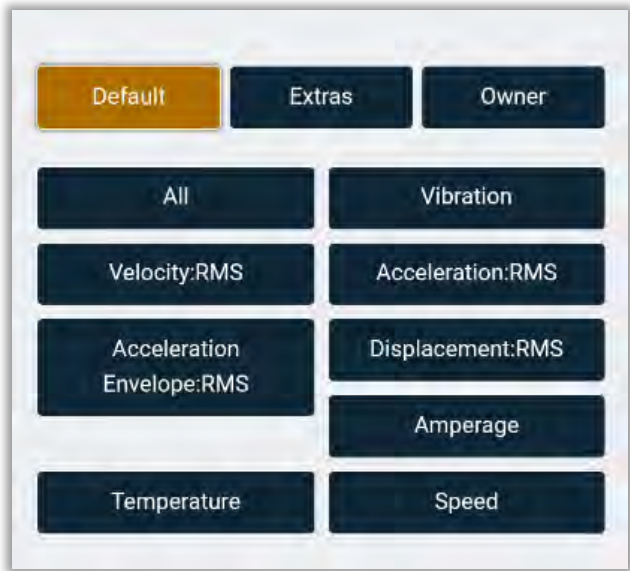 Default
Extras
Owner
All
Vibration
Velocity:RMS
Acceleration:RMS
Acceleration
Envelope:RMS
Displacement:RMS
Amperage
Temperature
Speed